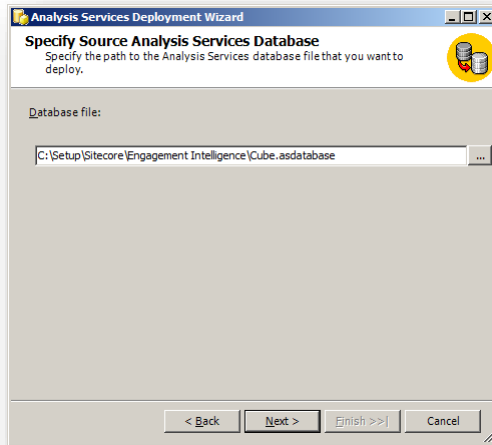 Analysis Services Deployment Wizard
Specify Source Analysis Services Database
Specify the path to the Analysis Services database file that you want to
deploy.
Database file:
C:\Setup\Sitecore\Engagement Intelligence\Cube.asdatabase
...
< Back
Next >
Finish >>|
Cancel